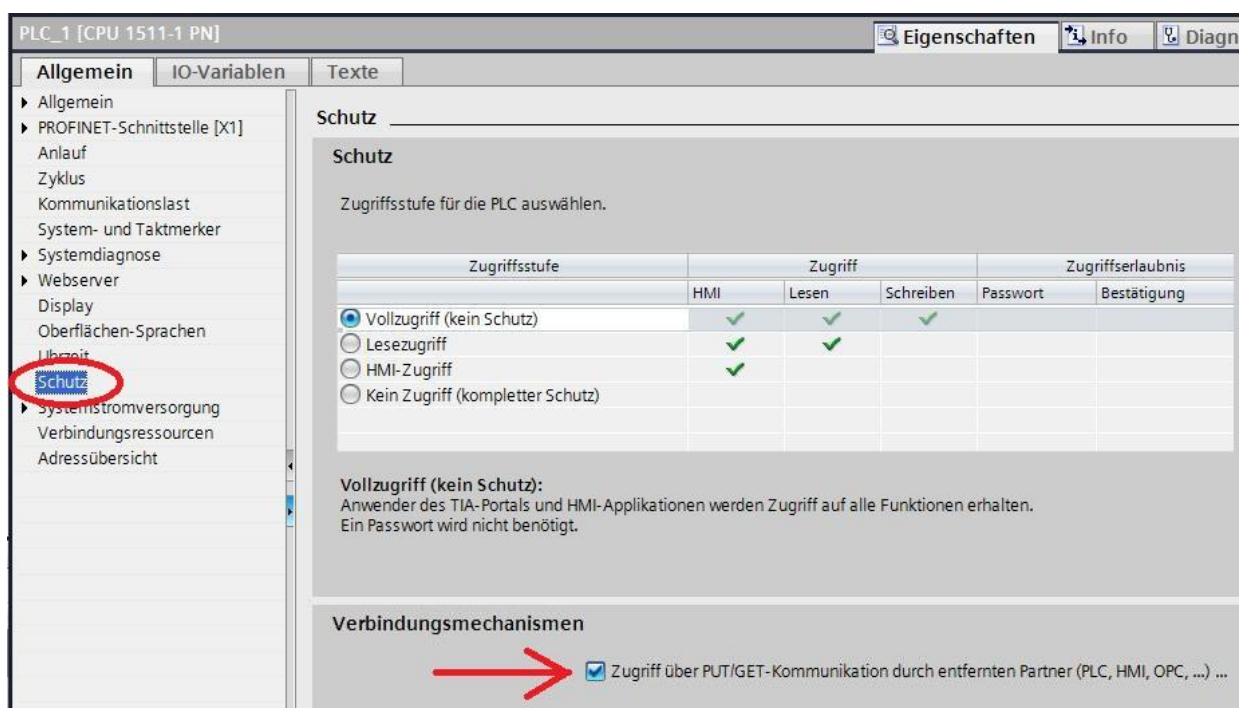 PLC_1 [CPU 1511-1 PN]
Eigenschaften
Info
Diagn
Allgemein
IO-Variablen
Texte
Allgemein
PROFINET-Schnittstelle [X1]
Anlauf
Zyklus
Kommunikationslast
System- und Taktmerker
Systemdiagnose
Webserver
Display
Oberflächen-Sprachen
Uhrzeit
Schutz
Systemstromversorgung
Verbindungsressourcen
Adressübersicht
Schutz
Schutz
Zugriffsstufe für die PLC auswählen.
Zugriffsstufe Zugriff Zugriffserlaubnis
HMI Lesen Schreiben Passwort Bestätigung
Vollzugriff (kein Schutz)
Lesezugriff
HMI-Zugriff
Kein Zugriff (kompletter Schutz)
Vollzugriff (kein Schutz):
Anwender des TIA-Portals und HMI-Applikationen werden Zugriff auf alle Funktionen erhalten.
Ein Passwort wird nicht benötigt.
Verbindungsmechanismen
Zugriff über PUT/GET-Kommunikation durch entfernten Partner (PLC, HMI, OPC, ...) ...